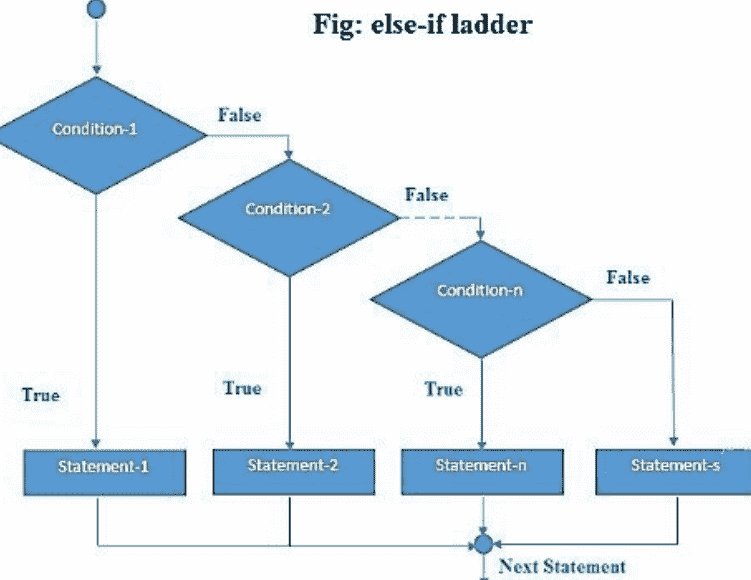 Fig: else-if ladder
Condition-1
False
Condition-2
False
Condition-n
False
True
True
True
Statement-1
Statement-2
Statement-n
Statement-s
Next Statement